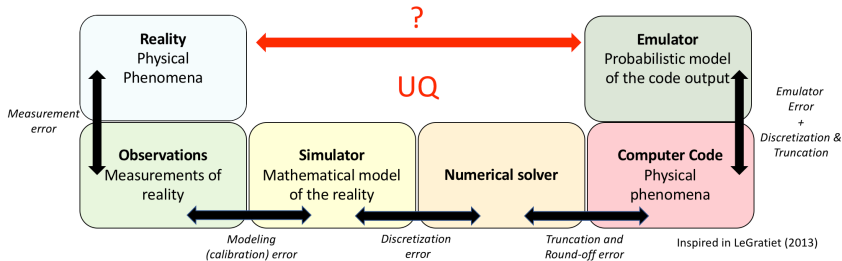 ?
Reality
Physical
Phenomena
Emulator
Probabilistic model
of the code output
UQ
Measurement
error
Emulator
Error
+
Discretization &
Truncation
Observations
Measurements of
reality
Simulator
Mathematical model
of the reality
Numerical solver
Computer Code
Physical
phenomena
Modeling
(calibration) error
Discretization
error
Truncation and
Round-off error
Inspired in LeGratiet (2013)